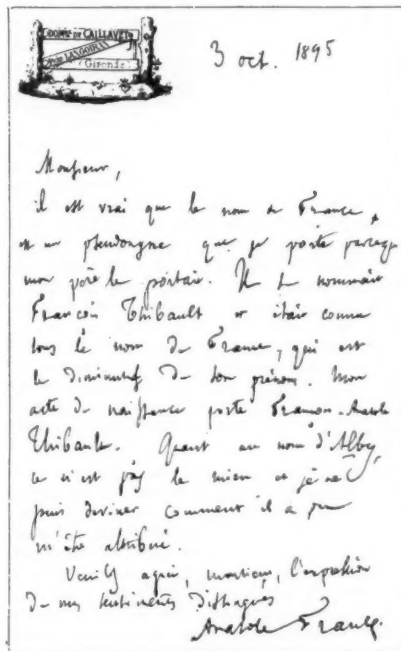 DOMAINE DE CAILLAVET
PAR LANGOIRAN
(Gironde)
3 oct. 1895
Monsieur,
il est vrai que le nom de France,
est un pseudonyme que je porte parceque
mon père le portait. Il se nommait
François Thibault et était connu
sous le nom de France, qui est
le diminutif de son prénom. Mon
acte de naissance porte François-Anatole
Thibault. Quant au nom d'Alby,
ce n'est pas le mien et je ne
puis deviner comment il a pu
m'être attribué.
Veuillez agréer, monsieur, l'expression
de mes sentiments distingués
Anatole France.